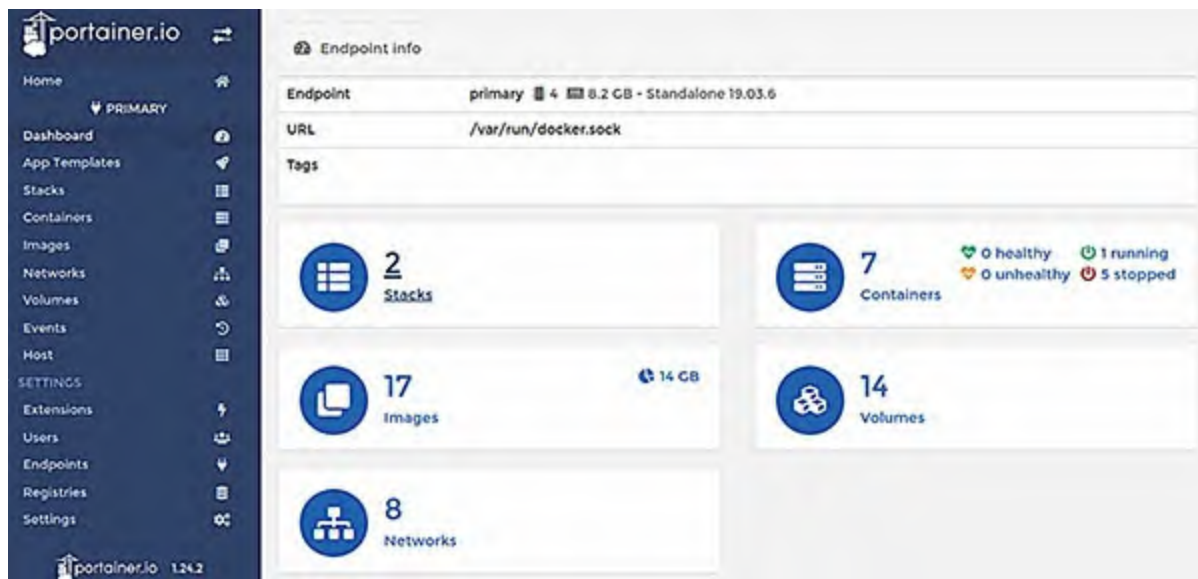 portainer.io
Home
PRIMARY
Dashboard
App Templates
Stacks
Containers
Images
Networks
Volumes
Events
Host
SETTINGS
Extensions
Users
Endpoints
Registries
Settings
portainer.io 1.24.2
Endpoint info
Endpoint primary 4 8.2 GB - Standalone 19.03.6
URL /var/run/docker.sock
Tags
2
Stacks
7
Containers
0 healthy 1 running
0 unhealthy 5 stopped
17
Images
14 GB
14
Volumes
8
Networks